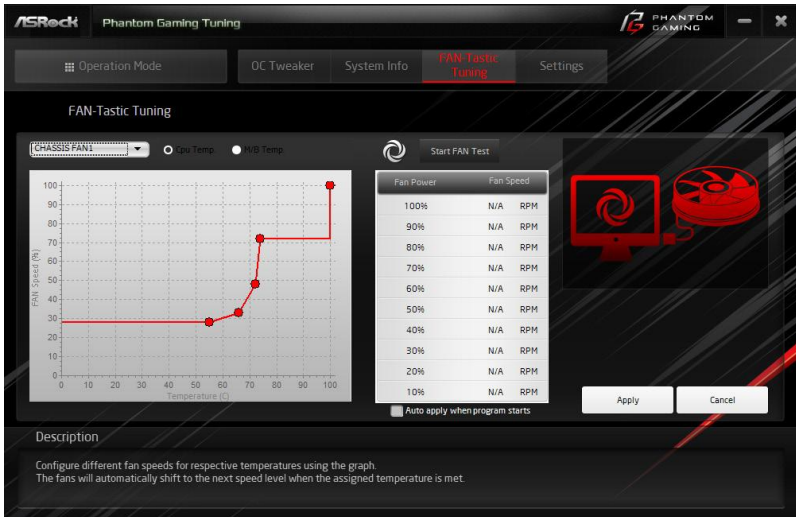 ASRock Phantom Gaming Tuning PHANTOM GAMING
Operation Mode OC Tweaker System Info FAN-Tastic Tuning Settings
FAN-Tastic Tuning
CHASSIS FAN1 Cpu Temp. M/B Temp. Start FAN Test
Fan Power Fan Speed
100% N/A RPM
90% N/A RPM
80% N/A RPM
70% N/A RPM
60% N/A RPM
50% N/A RPM
40% N/A RPM
30% N/A RPM
20% N/A RPM
10% N/A RPM
FAN Speed (%)
100
90
80
70
60
50
40
30
20
10
0
0 10 20 30 40 50 60 70 80 90 100
Temperature (C)
Auto apply when program starts
Apply Cancel
Description
Configure different fan speeds for respective temperatures using the graph.
The fans will automatically shift to the next speed level when the assigned temperature is met.